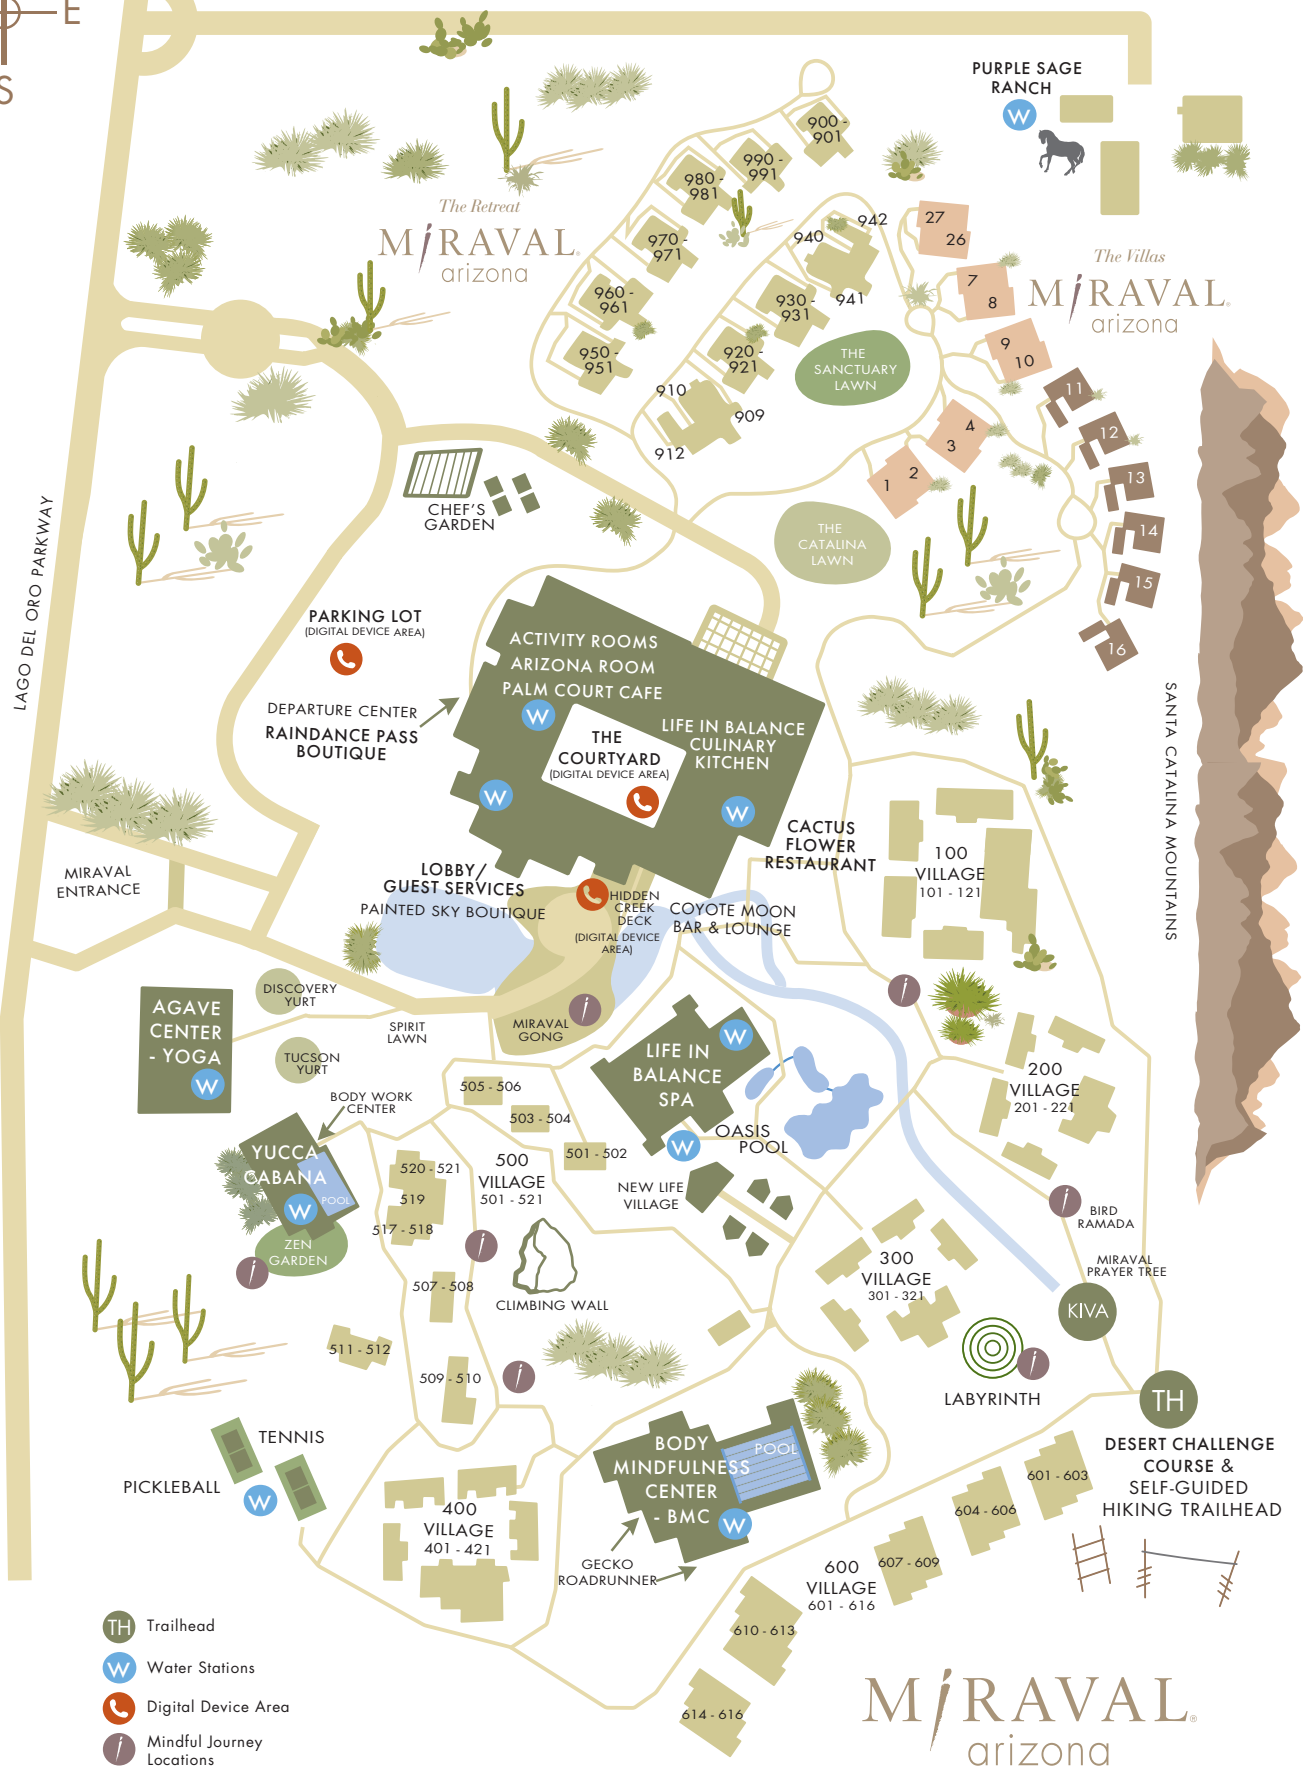 E
S
PURPLE SAGE
RANCH
W
900 -
901
990 -
991
980 -
981
The Retreat
MIRAVAL®
arizona
970 -
971
942
940
941
27
26
The Villas
MIRAVAL®
arizona
7
8
960 -
961
930 -
931
9
10
950 -
951
920 -
921
THE
SANCTUARY
LAWN
910
909
912
11
12
13
14
15
16
4
3
2
1
CHEF'S
GARDEN
THE
CATALINA
LAWN
LAGO DEL ORO PARKWAY
PARKING LOT
(DIGITAL DEVICE AREA)
ACTIVITY ROOMS
ARIZONA ROOM
PALM COURT CAFE
W
DEPARTURE CENTER
RAINDANCE PASS
BOUTIQUE
THE
COURTYARD
(DIGITAL DEVICE AREA)
LIFE IN BALANCE
CULINARY
KITCHEN
W
W
SANTA CATALINA MOUNTAINS
CACTUS
FLOWER
RESTAURANT
100
VILLAGE
101 - 121
MIRAVAL
ENTRANCE
LOBBY/
GUEST SERVICES
PAINTED SKY BOUTIQUE
HIDDEN
CREEK
DECK
(DIGITAL DEVICE
AREA)
COYOTE MOON
BAR & LOUNGE
DISCOVERY
YURT
AGAVE
CENTER
- YOGA
W
SPIRIT
LAWN
MIRAVAL
GONG
i
i
TUCSON
YURT
LIFE IN
BALANCE
SPA
W
W
200
VILLAGE
201 - 221
BODY WORK
CENTER
505 - 506
503 - 504
501 - 502
OASIS
POOL
YUCCA
CABANA
POOL
W
ZEN
GARDEN
i
520 - 521
519
517 - 518
500
VILLAGE
501 - 521
i
NEW LIFE
VILLAGE
i
BIRD
RAMADA
MIRAVAL
PRAYER TREE
KIVA
300
VILLAGE
301 - 321
507 - 508
CLIMBING WALL
511 - 512
509 - 510
i
LABYRINTH
i
TH
DESERT CHALLENGE
COURSE &
SELF-GUIDED
HIKING TRAILHEAD
TENNIS
PICKLEBALL
W
BODY
MINDFULNESS
CENTER
- BMC
POOL
W
400
VILLAGE
401 - 421
GECKO
ROADRUNNER
601 - 603
604 - 606
607 - 609
600
VILLAGE
601 - 616
610 - 613
614 - 616
TH Trailhead
W Water Stations
Digital Device Area
i Mindful Journey
Locations
MIRAVAL®
arizona